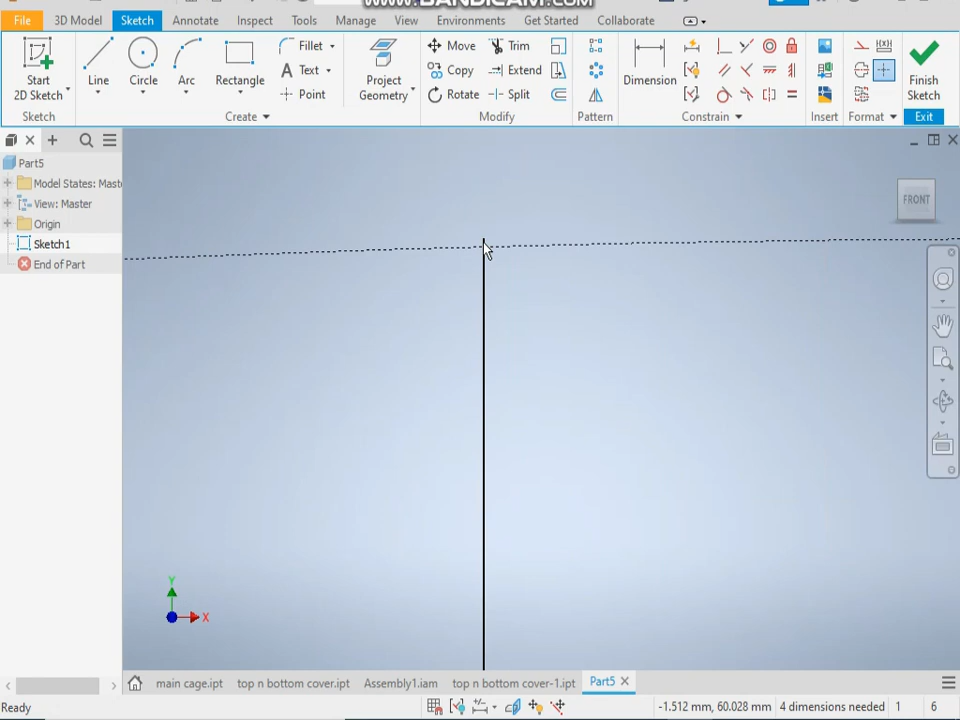 WWW.BANDICAM.COM
File 3D Model Sketch Annotate Inspect Tools Manage View Environments Get Started Collaborate
Start
2D Sketch
Line
Circle
Arc
Rectangle
Fillet
Text
Point
Project
Geometry
Move
Copy
Rotate
Trim
Extend
Split
Dimension
Finish
Sketch
Sketch
Create
Modify
Pattern
Constrain
Insert
Format
Exit
Part5
Model States: Mast
View: Master
Origin
Sketch1
End of Part
FRONT
Y
X
main cage.ipt top n bottom cover.ipt Assembly1.iam top n bottom cover-1.ipt Part5
Ready
-1.512 mm, 60.028 mm 4 dimensions needed 1 6